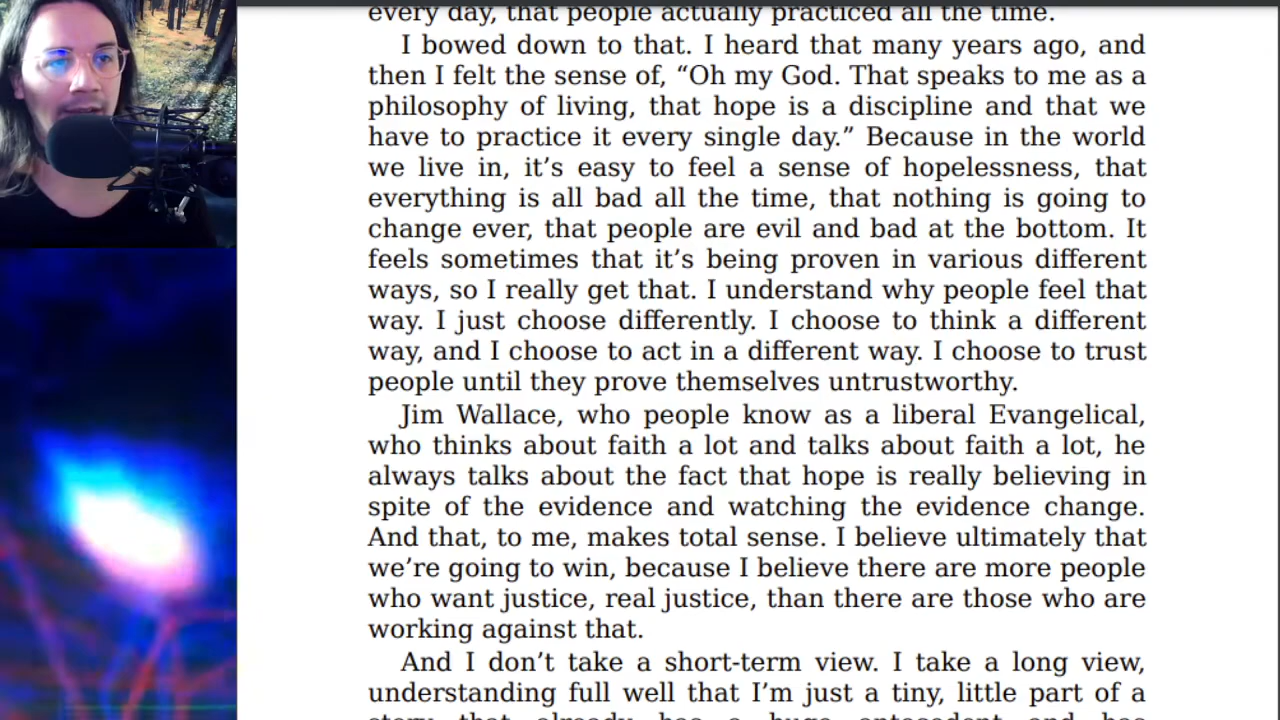 every day, that people actually practiced all the time.
I bowed down to that. I heard that many years ago, and
then I felt the sense of, “Oh my God. That speaks to me as a
philosophy of living, that hope is a discipline and that we
have to practice it every single day.” Because in the world
we live in, it’s easy to feel a sense of hopelessness, that
everything is all bad all the time, that nothing is going to
change ever, that people are evil and bad at the bottom. It
feels sometimes that it’s being proven in various different
ways, so I really get that. I understand why people feel that
way. I just choose differently. I choose to think a different
way, and I choose to act in a different way. I choose to trust
people until they prove themselves untrustworthy.
Jim Wallace, who people know as a liberal Evangelical,
who thinks about faith a lot and talks about faith a lot, he
always talks about the fact that hope is really believing in
spite of the evidence and watching the evidence change.
And that, to me, makes total sense. I believe ultimately that
we’re going to win, because I believe there are more people
who want justice, real justice, than there are those who are
working against that.
And I don’t take a short-term view. I take a long view,
understanding full well that I’m just a tiny, little part of a
story that already has a huge antecedent and has